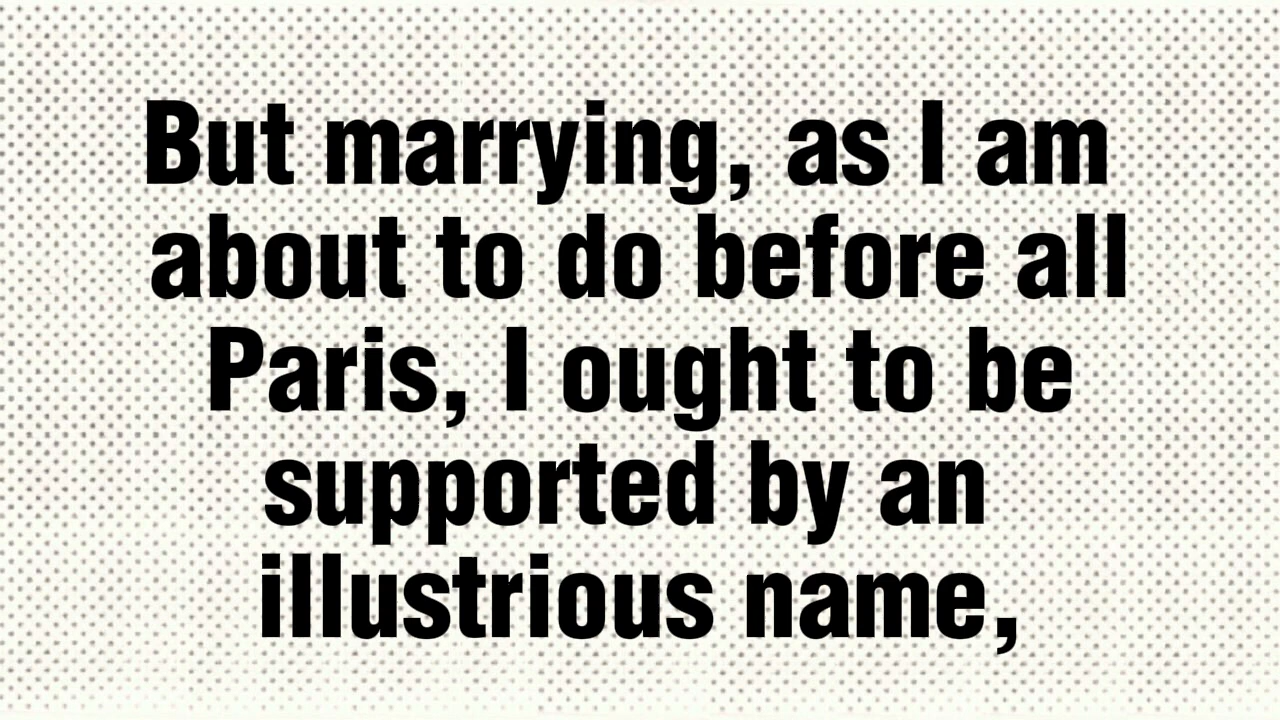 But marrying, as I am
about to do before all
Paris, I ought to be
supported by an
illustrious name,